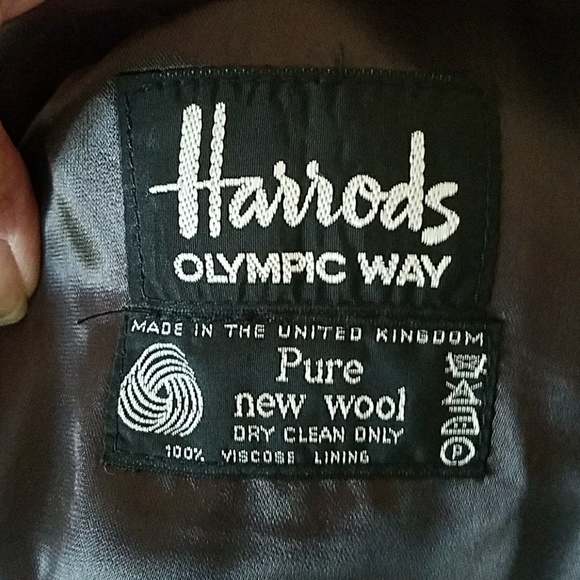 Harrods
OLYMPIC WAY
MADE IN THE UNITED KINGDOM
Pure
new wool
DRY CLEAN ONLY
100% VISCOSE LINING
P